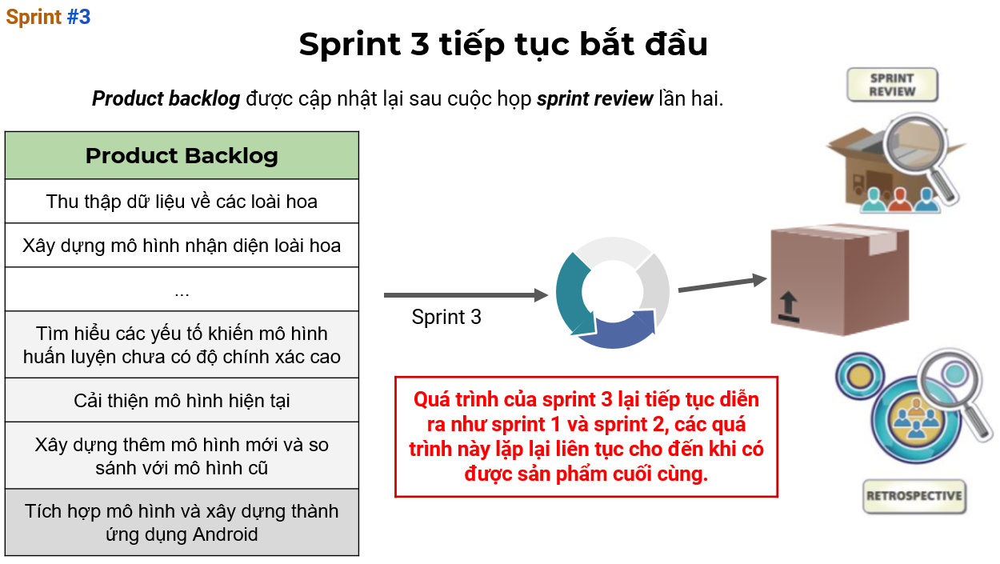 Sprint #3
Sprint 3 tiếp tục bắt đầu
Product backlog được cập nhật lại sau cuộc họp sprint review lần hai.
Product Backlog
Thu thập dữ liệu về các loài hoa
Xây dựng mô hình nhận diện loài hoa
...
Tìm hiểu các yếu tố khiến mô hình
huấn luyện chưa có độ chính xác cao
Cải thiện mô hình hiện tại
Xây dựng thêm mô hình mới và so
sánh với mô hình cũ
Tích hợp mô hình và xây dựng thành
ứng dụng Android
Sprint 3
Quá trình của sprint 3 lại tiếp tục diễn
ra như sprint 1 và sprint 2, các quá
trình này lặp lại liên tục cho đến khi có
được sản phẩm cuối cùng.
SPRINT
REVIEW
RETROSPECTIVE